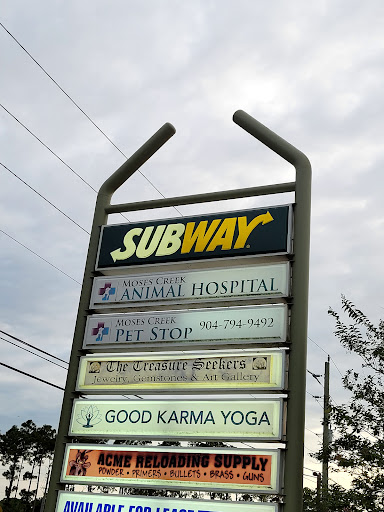 SUBWAY
MOSES CREEK
ANIMAL HOSPITAL
MOSES CREEK
PET STOP 904-794-9492
The Treasure Seekers
Jewelry, Gemstones & Art Gallery
GOOD KARMA YOGA
ACME RELOADING SUPPLY
POWDER • PRIMERS • BULLETS • BRASS • GUNS
AVAILABLE FOR LEASE